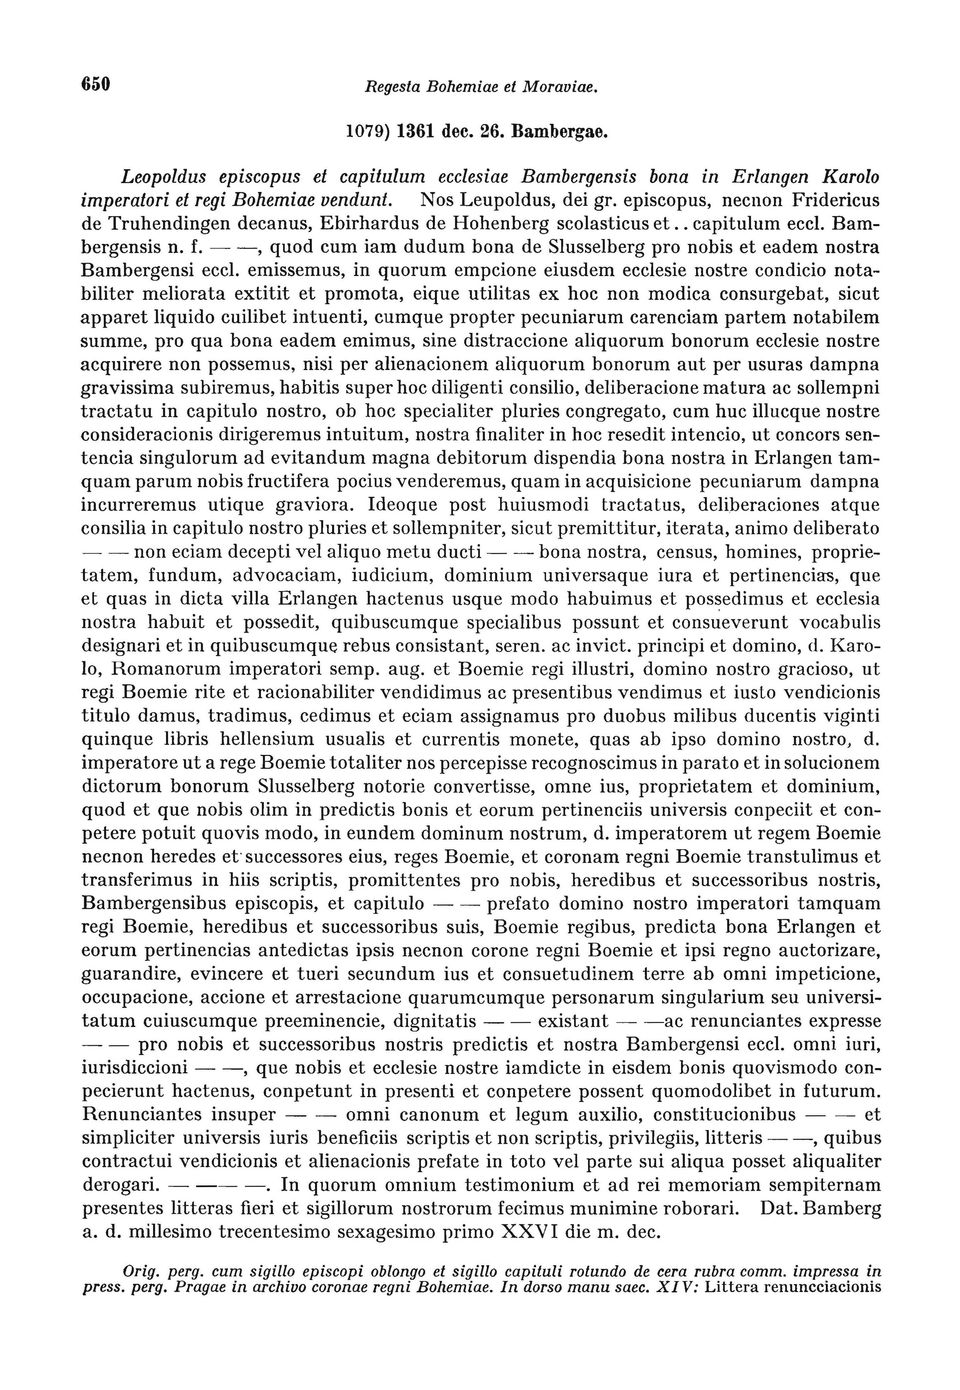 650
Regesta Bohemiae et Moraviae.
1079) 1361 dec. 26. Bambergae.
Leopoldus episcopus et capitulum ecclesiae Bambergensis bona in Erlangen Karolo
imperatori et regi Bohemiae vendunt. Nos Leupoldus, dei gr. episcopus, necnon Fridericus
de Truhendingen decanus, Ebirhardus de Hohenberg scolasticus et . . capitulum eccl. Bam-
bergensis n. f. — —, quod cum iam dudum bona de Slusselberg pro nobis et eadem nostra
Bambergensi eccl. emissemus, in quorum empcione eiusdem ecclesie nostre condicio nota-
biliter meliorata extitit et promota, eique utilitas ex hoc non modica consurgebat, sicut
apparet liquido cuilibet intuenti, cumque propter pecuniarum carenciam partem notabilem
summe, pro qua bona eadem emimus, sine distraccione aliquorum bonorum ecclesie nostre
acquirere non possemus, nisi per alienacionem aliquorum bonorum aut per usuras dampna
gravissima subiremus, habitis super hoc diligenti consilio, deliberacione matura ac sollempni
tractatu in capitulo nostro, ob hoc specialiter pluries congregato, cum huc illucque nostre
consideracionis dirigeremus intuitum, nostra finaliter in hoc resedit intencio, ut concors sen-
tencia singulorum ad evitandum magna debitorum dispendia bona nostra in Erlangen tam-
quam parum nobis fructifera pocius venderemus, quam in acquisicione pecuniarum dampna
incurreremus utique graviora. Ideoque post huiusmodi tractatus, deliberaciones atque
consilia in capitulo nostro pluries et sollempniter, sicut premittitur, iterata, animo deliberato
— — non eciam decepti vel aliquo metu ducti — — bona nostra, census, homines, proprie-
tatem, fundum, advocaciam, iudicium, dominium universaque iura et pertinencias, que
et quas in dicta villa Erlangen hactenus usque modo habuimus et possedimus et ecclesia
nostra habuit et possedit, quibuscumque specialibus possunt et consueverunt vocabulis
designari et in quibuscumque rebus consistant, seren. ac invict. principi et domino, d. Karo-
lo, Romanorum imperatori semp. aug. et Boemie regi illustri, domino nostro gracioso, ut
regi Boemie rite et racionabiliter vendidimus ac presentibus vendimus et iusto vendicionis
titulo damus, tradimus, cedimus et eciam assignamus pro duobus milibus ducentis viginti
quinque libris hellensium usualis et currentis monete, quas ab ipso domino nostro, d.
imperatore ut a rege Boemie totaliter nos percepisse recognoscimus in parato et in solucionem
dictorum bonorum Slusselberg notorie convertisse, omne ius, proprietatem et dominium,
quod et que nobis olim in predictis bonis et eorum pertinenciis universis conpeciit et con-
petere potuit quovis modo, in eundem dominum nostrum, d. imperatorem ut regem Boemie
necnon heredes et successores eius, reges Boemie, et coronam regni Boemie transtulimus et
transferimus in hiis scriptis, promittentes pro nobis, heredibus et successoribus nostris,
Bambergensibus episcopis, et capitulo — — prefato domino nostro imperatori tamquam
regi Boemie, heredibus et successoribus suis, Boemie regibus, predicta bona Erlangen et
eorum pertinencias antedictas ipsis necnon corone regni Boemie et ipsi regno auctorizare,
guarandire, evincere et tueri secundum ius et consuetudinem terre ab omni impeticione,
occupacione, accione et arrestacione quarumcumque personarum singularium seu universi-
tatum cuiuscumque preeminencie, dignitatis — — existant — —ac renunciantes expresse
— — pro nobis et successoribus nostris predictis et nostra Bambergensi eccl. omni iuri,
iurisdiccioni — —, que nobis et ecclesie nostre iamdicte in eisdem bonis quovismodo con-
pecierunt hactenus, conpetunt in presenti et conpetere possent quomodolibet in futurum.
Renunciantes insuper — — omni canonum et legum auxilio, constitucionibus — — et
simpliciter universis iuris beneficiis scriptis et non scriptis, privilegiis, litteris — —, quibus
contractui vendicionis et alienacionis prefate in toto vel parte sui aliqua posset aliqualiter
derogari. — — — —. In quorum omnium testimonium et ad rei memoriam sempiternam
presentes litteras fieri et sigillorum nostrorum fecimus munimine roborari. Dat. Bamberg
a. d. millesimo trecentesimo sexagesimo primo XXVI die m. dec.
Orig. perg. cum sigillo episcopi oblongo et sigillo capituli rotundo de cera rubra comm. impressa in
press. perg. Pragae in archivo coronae regni Bohemiae. In dorso manu saec. XIV: Littera renuncciacionis